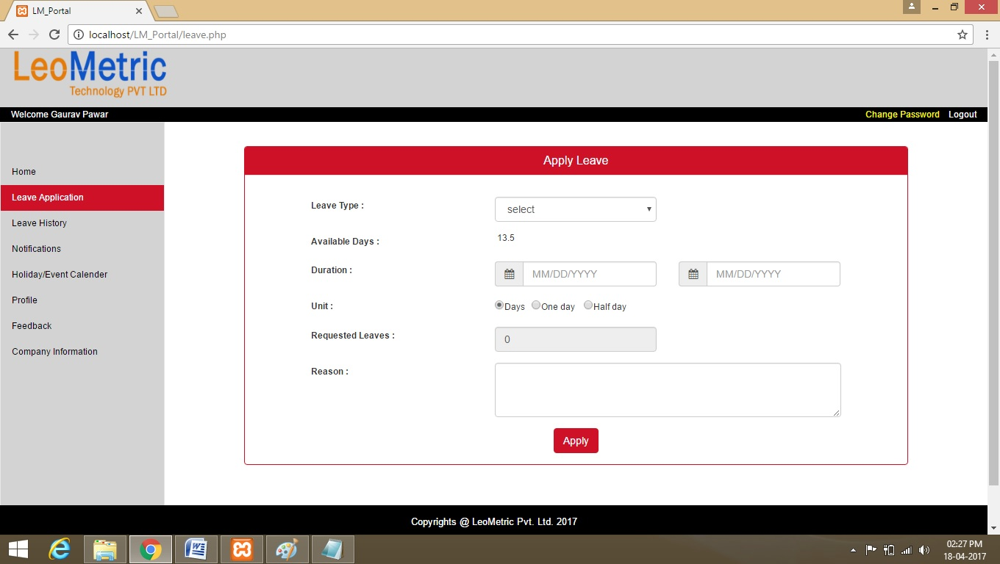 LM_Portal
localhost/LM_Portal/leave.php
LeoMetric
Technology PVT LTD
Welcome Gaurav Pawar
Change Password Logout
Home
Leave Application
Leave History
Notifications
Holiday/Event Calender
Profile
Feedback
Company Information
Apply Leave
Leave Type :
select
Available Days :
13.5
Duration :
MM/DD/YYYY MM/DD/YYYY
Unit :
Days One day Half day
Requested Leaves :
0
Reason :
Apply
Copyrights @ LeoMetric Pvt. Ltd. 2017
02:27 PM
18-04-2017